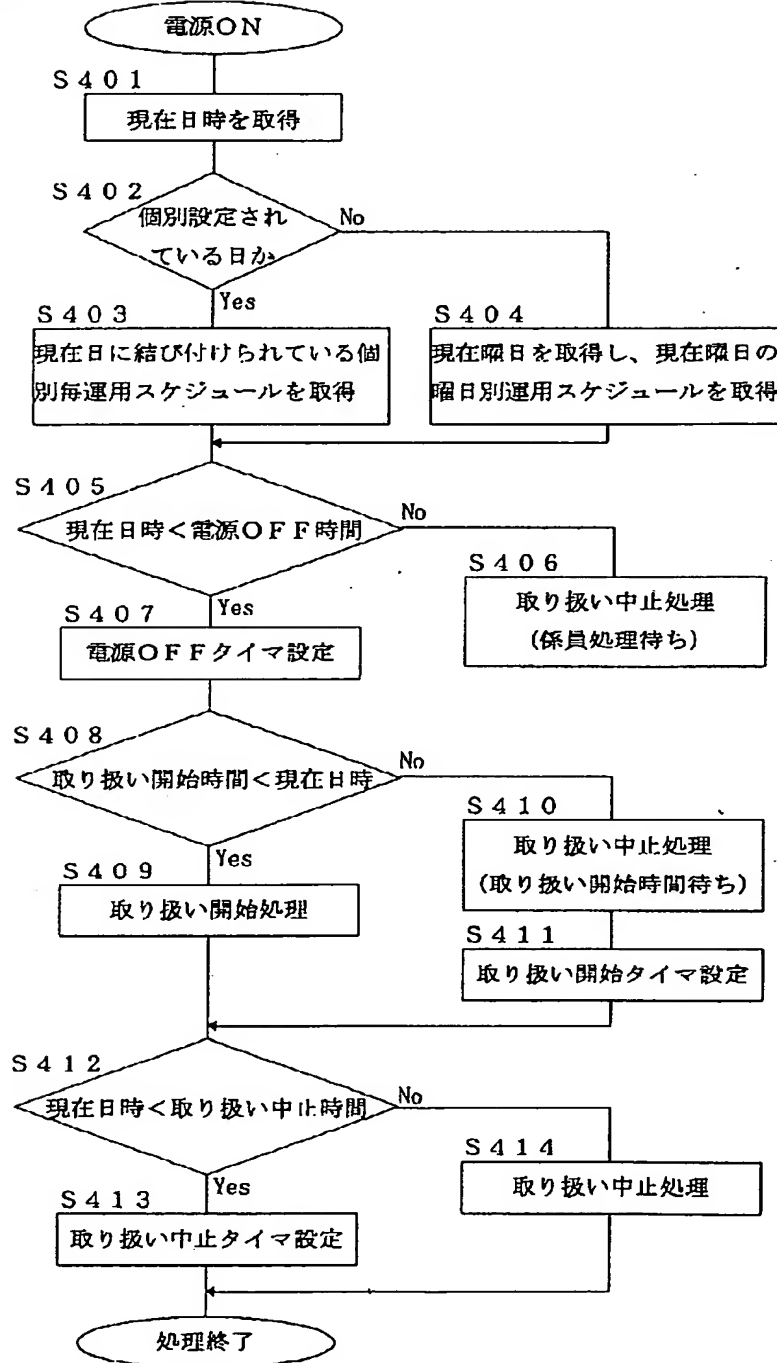 電源ON
S401
現在日時を取得
S402
個別設定され
ている日か
No
Yes
S403
現在日に結び付けられている個
別毎運用スケジュールを取得
S404
現在曜日を取得し、現在曜日の
曜日別運用スケジュールを取得
S405
現在日時<電源OFF時間
No
S406
取り扱い中止処理
(係員処理待ち)
Yes
S407
電源OFFタイマ設定
S408
取り扱い開始時間<現在日時
No
Yes
S409
取り扱い開始処理
S410
取り扱い中止処理
(取り扱い開始時間待ち)
S411
取り扱い開始タイマ設定
S412
現在日時<取り扱い中止時間
No
Yes
S413
取り扱い中止タイマ設定
S414
取り扱い中止処理
処理終了